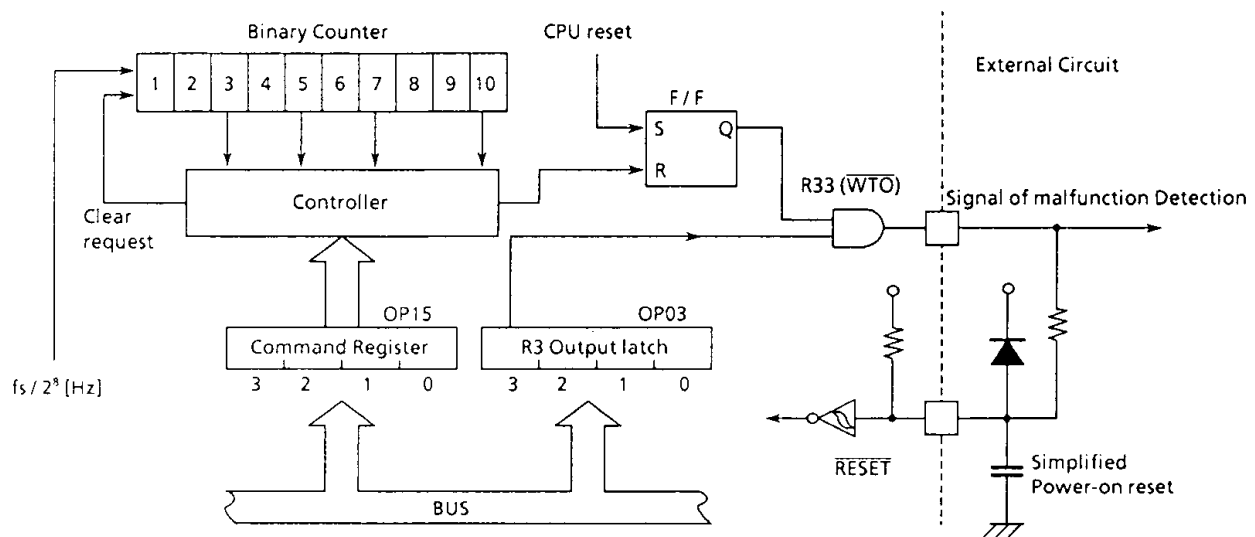 Binary Counter
1 2 3 4 5 6 7 8 9 10
CPU reset
External Circuit
F / F
S Q
R
R33 (WTO)
Signal of malfunction Detection
Controller
Clear
request
OP15
Command Register
3 2 1 0
OP03
R3 Output latch
3 2 1 0
fs / 2⁸ [Hz]
RESET
Simplified
Power-on reset
BUS